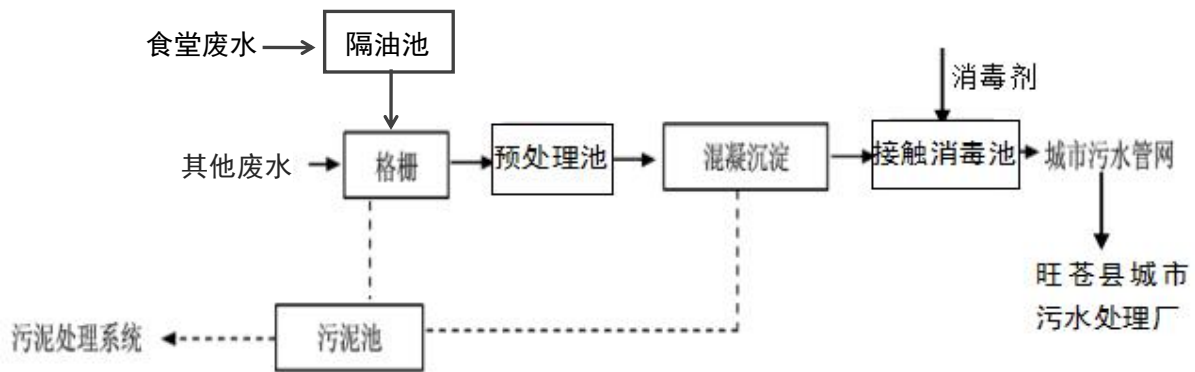 食堂废水
隔油池
消毒剂
其他废水
格栅
预处理池
混凝沉淀
接触消毒池
城市污水管网
旺苍县城市
污水处理厂
污泥处理系统
污泥池